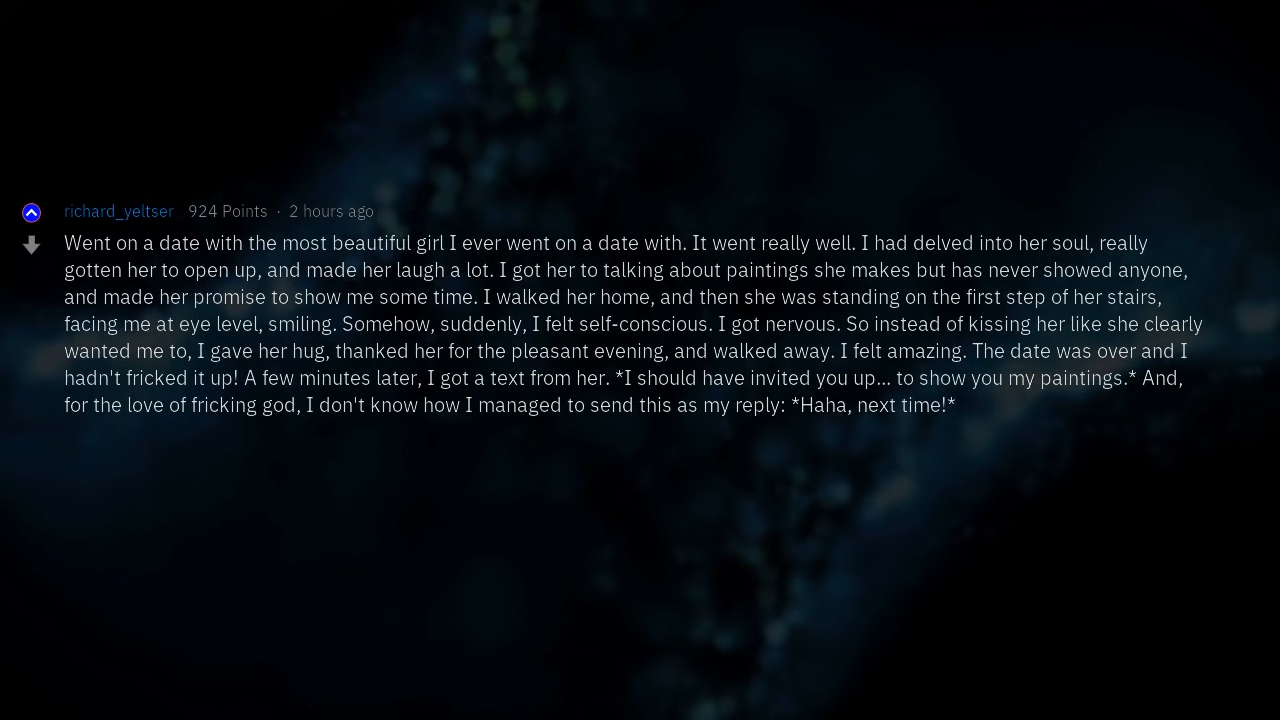 richard_yeltser 924 Points · 2 hours ago
Went on a date with the most beautiful girl I ever went on a date with. It went really well. I had delved into her soul, really
gotten her to open up, and made her laugh a lot. I got her to talking about paintings she makes but has never showed anyone,
and made her promise to show me some time. I walked her home, and then she was standing on the first step of her stairs,
facing me at eye level, smiling. Somehow, suddenly, I felt self-conscious. I got nervous. So instead of kissing her like she clearly
wanted me to, I gave her hug, thanked her for the pleasant evening, and walked away. I felt amazing. The date was over and I
hadn't fricked it up! A few minutes later, I got a text from her. *I should have invited you up... to show you my paintings.* And,
for the love of fricking god, I don't know how I managed to send this as my reply: *Haha, next time!*